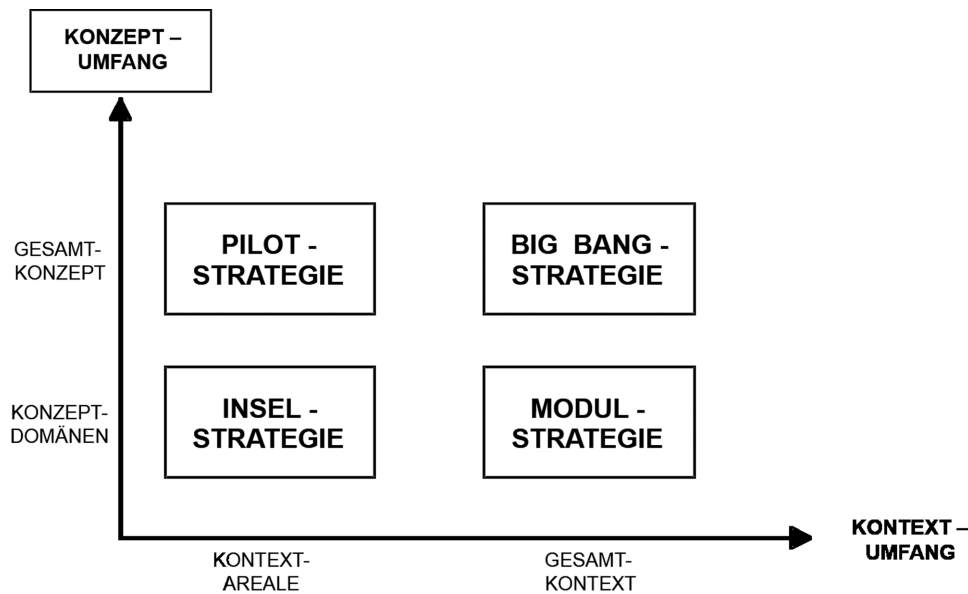 KONZEPT –
UMFANG
GESAMT-
KONZEPT
PILOT -
STRATEGIE
BIG BANG -
STRATEGIE
KONZEPT-
DOMÄNEN
INSEL -
STRATEGIE
MODUL -
STRATEGIE
KONTEXT-
AREALE
GESAMT-
KONTEXT
KONTEXT –
UMFANG